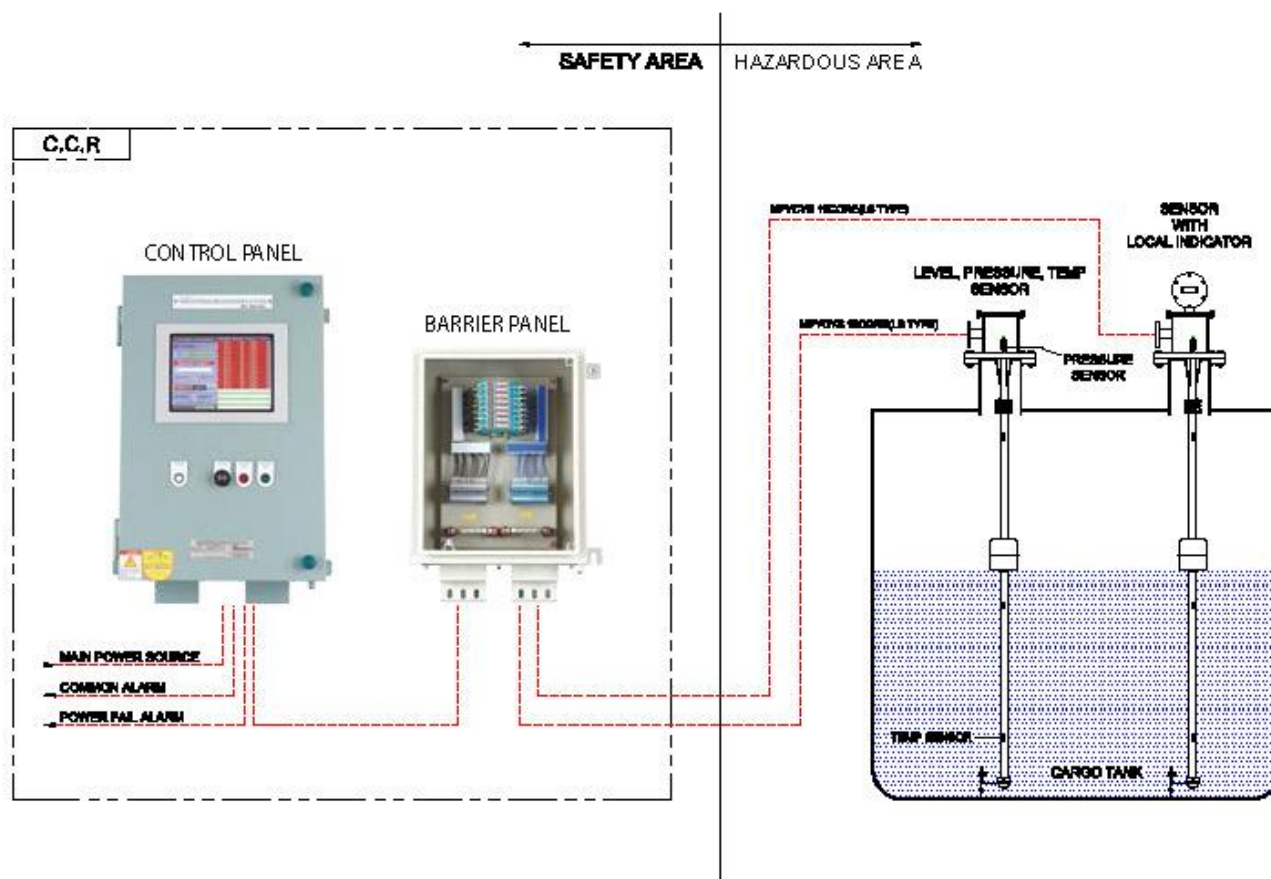 SAFETY AREA
HAZARDOUS AREA
C.C.R
CONTROL PANEL
BARRIER PANEL
MAIN POWER SOURCE
COMMON ALARM
POWER FAIL ALARM
SENSOR
WITH
LOCAL INDICATOR
LEVEL, PRESSURE, TEMP
SENSOR
PRESSURE
SENSOR
TEMP SENSOR
CARGO TANK